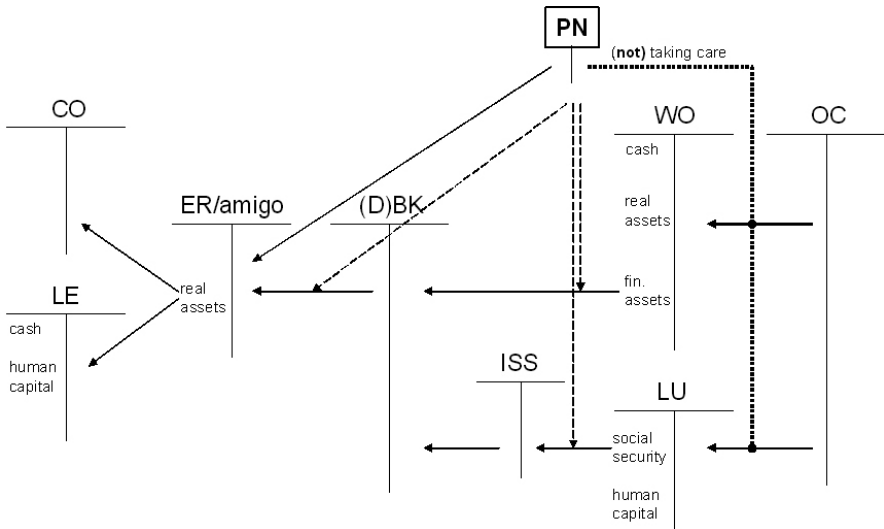 PN
(not) taking care
CO
WO
OC
cash
ER/amigo
(D)BK
real
assets
real
assets
fin.
assets
LE
cash
human
capital
ISS
LU
social
security
human
capital